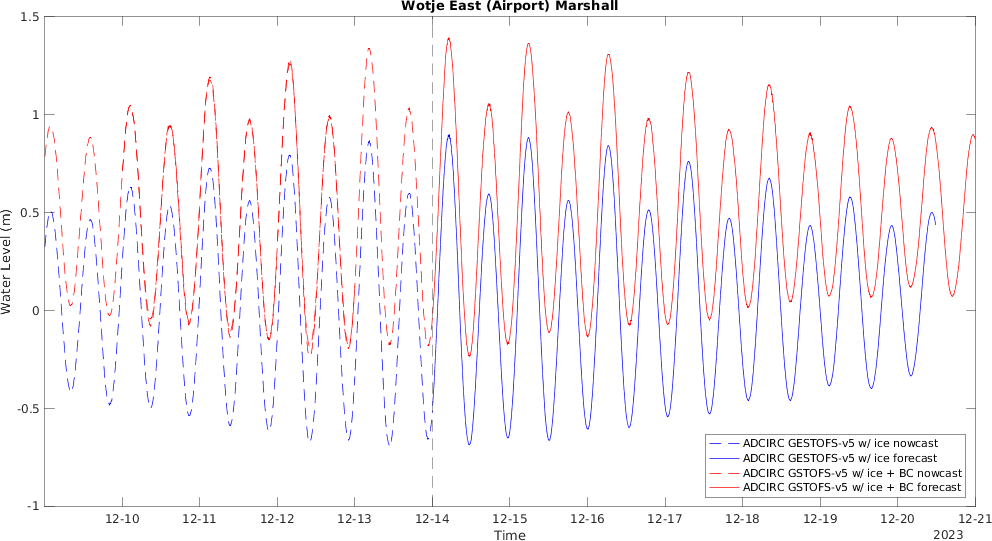 Wotje East (Airport) Marshall
1.5
1
0.5
0
-0.5
-1
Water Level (m)
12-10
12-11
12-12
12-13
12-14
12-15
12-16
12-17
12-18
12-19
12-20
12-21
Time
2023
ADCIRC GESTOFS-v5 w/ ice nowcast
ADCIRC GESTOFS-v5 w/ ice forecast
ADCIRC GSTOFS-v5 w/ ice + BC nowcast
ADCIRC GSTOFS-v5 w/ ice + BC forecast